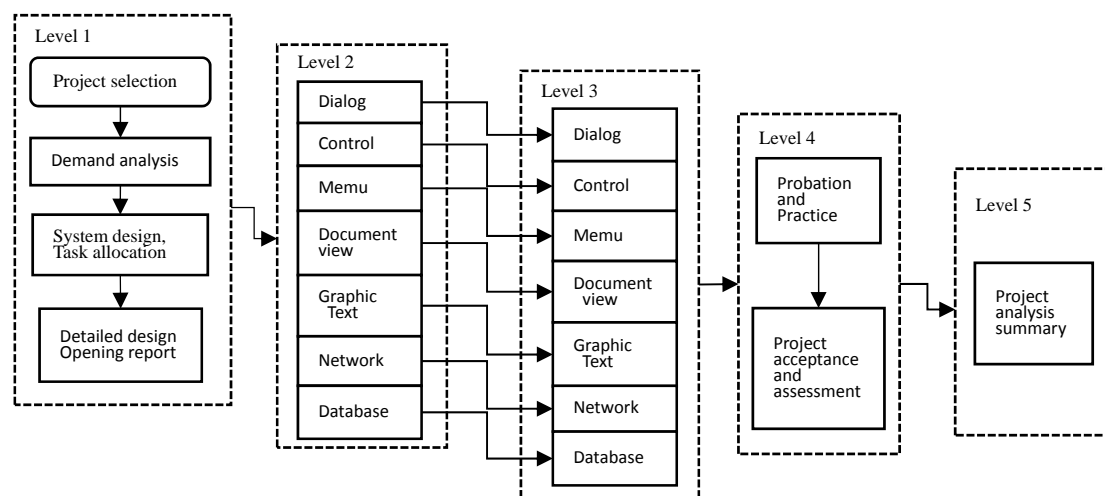 Level 1
Project selection
Demand analysis
System design,
Task allocation
Detailed design
Opening report
Level 2
Dialog
Control
Memu
Document
view
Graphic
Text
Network
Database
Level 3
Dialog
Control
Memu
Document
view
Graphic
Text
Network
Database
Level 4
Probation
and
Practice
Project
acceptance
and
assessment
Level 5
Project
analysis
summary